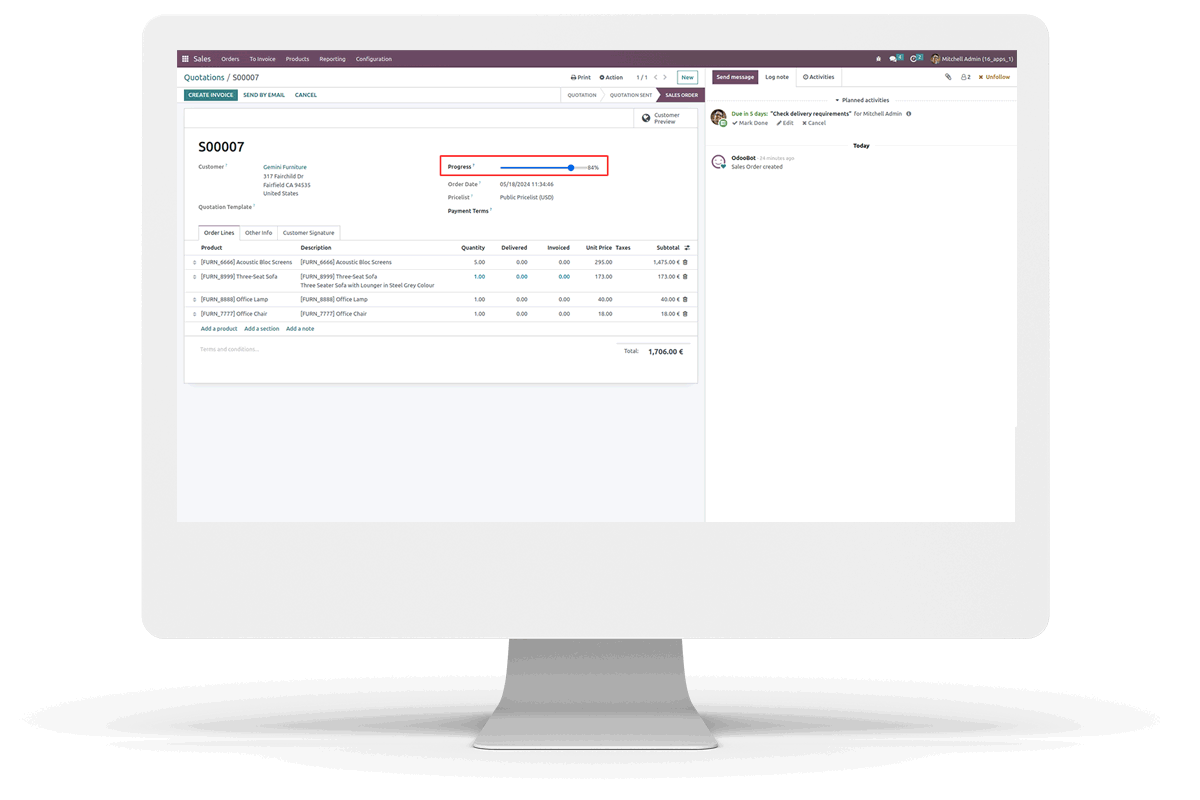 Sales Orders To Invoice Products Reporting Configuration
4 2 Mitchell Admin (16_apps_1)
Quotations / S00007
Print Action 1 / 1 New
CREATE INVOICE SEND BY EMAIL CANCEL
QUOTATION QUOTATION SENT SALES ORDER
Customer
Preview
S00007
Customer ?
Gemini Furniture
317 Fairchild Dr
Fairfield CA 94535
United States
Quotation Template ?
Progress ? 84%
Order Date ? 05/18/2024 11:34:46
Pricelist ? Public Pricelist (USD)
Payment Terms ?
Order Lines Other Info Customer Signature
Product Description Quantity Delivered Invoiced Unit Price Taxes Subtotal
[FURN_6666] Acoustic Bloc Screens [FURN_6666] Acoustic Bloc Screens 5.00 0.00 0.00 295.00 1,475.00 €
[FURN_8999] Three-Seat Sofa [FURN_8999] Three-Seat Sofa 1.00 0.00 0.00 173.00 173.00 €
Three Seater Sofa with Lounger in Steel Grey Colour
[FURN_8888] Office Lamp [FURN_8888] Office Lamp 1.00 0.00 0.00 40.00 40.00 €
[FURN_7777] Office Chair [FURN_7777] Office Chair 1.00 0.00 0.00 18.00 18.00 €
Add a product Add a section Add a note
Terms and conditions...
Total: 1,706.00 €
Send message Log note Activities 2 Unfollow
Planned activities
Due in 5 days: "Check delivery requirements" for Mitchell Admin
Mark Done Edit Cancel
Today
OdooBot - 24 minutes ago
Sales Order created